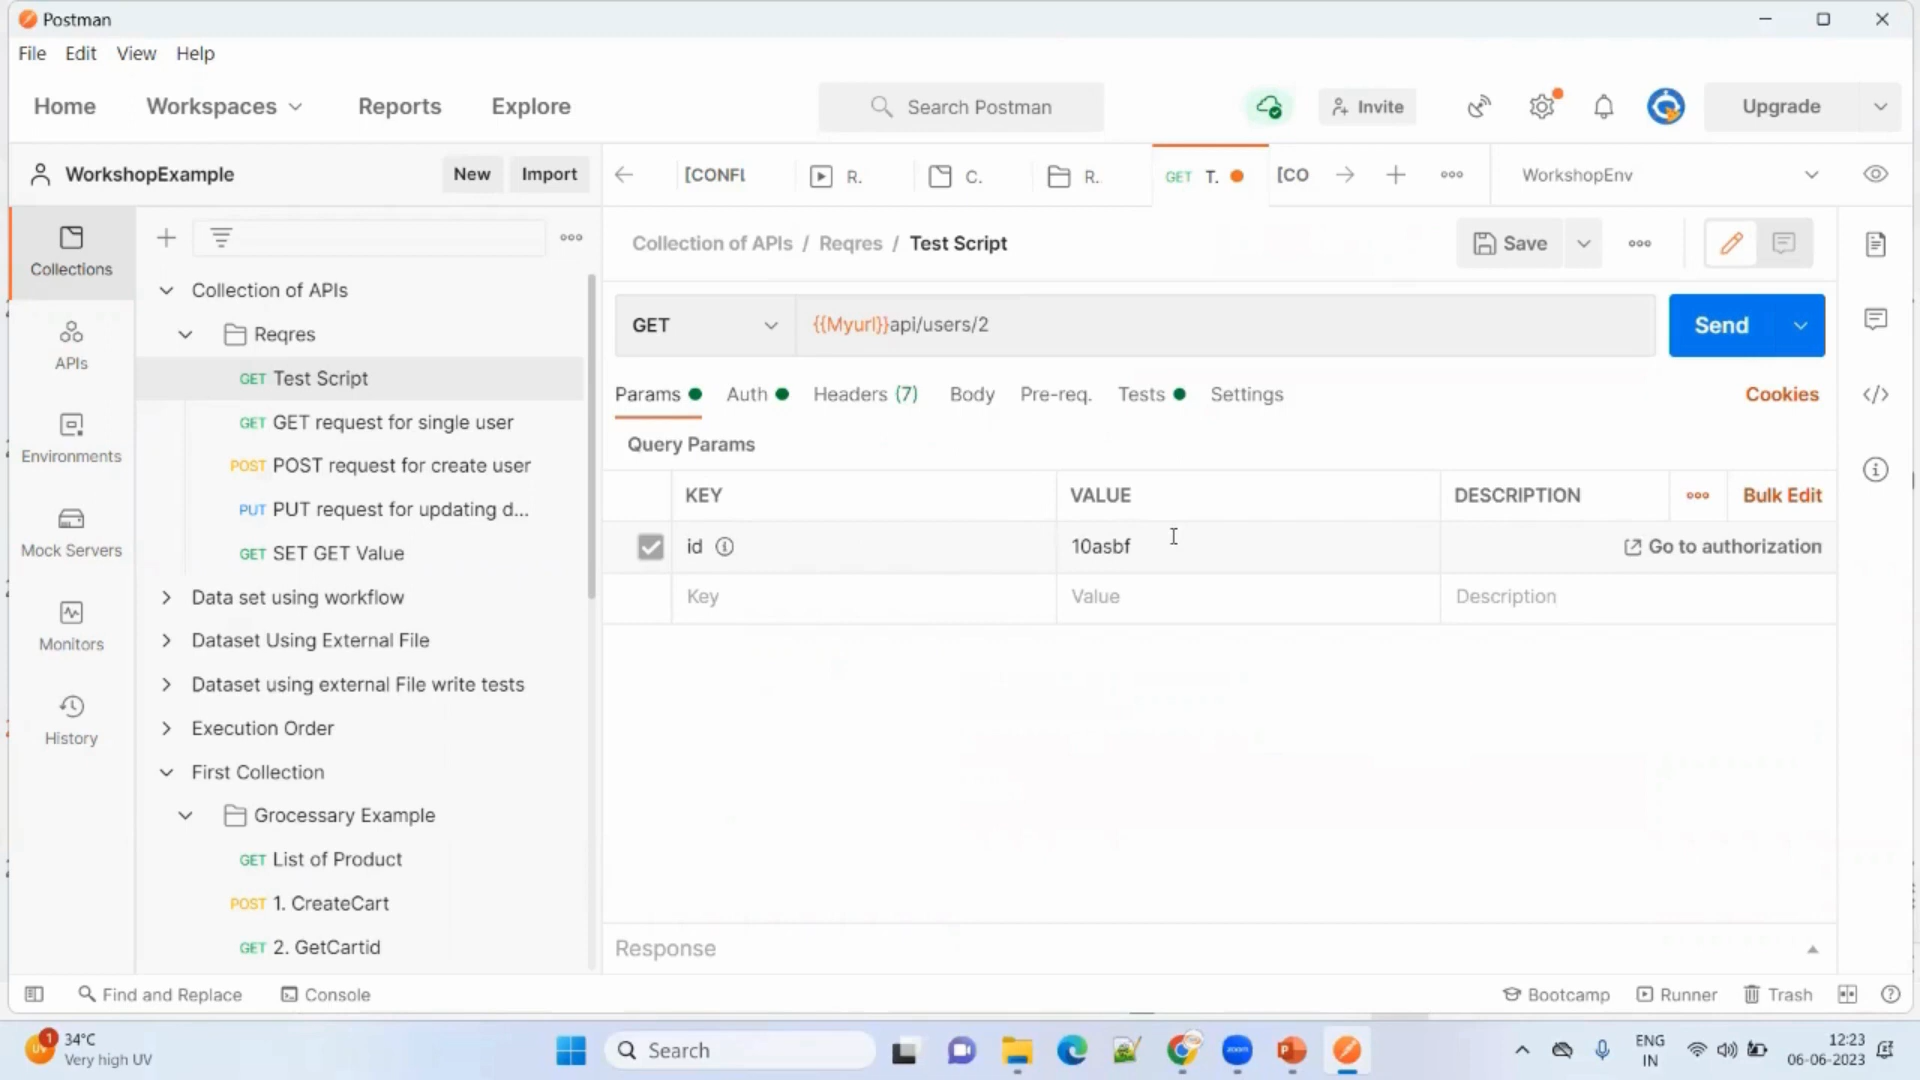 Postman
File Edit View Help
Home Workspaces Reports Explore
Search Postman
Invite
Upgrade
WorkshopExample
New
Import
[CONFL
R.
C.
R.
GET T.
[CO
WorkshopEnv
Collections
APIs
Environments
Mock Servers
Monitors
History
Collection of APIs
Reqres
GET Test Script
GET GET request for single user
POST POST request for create user
PUT PUT request for updating d...
GET SET GET Value
Data set using workflow
Dataset Using External File
Dataset using external File write tests
Execution Order
First Collection
Grocessary Example
GET List of Product
POST 1. CreateCart
GET 2. GetCartid
Collection of APIs / Reqres / Test Script
Save
GET
{{Myurl}}api/users/2
Send
Params Auth Headers (7) Body Pre-req. Tests Settings
Cookies
Query Params
KEY VALUE DESCRIPTION Bulk Edit
id 10asbf Go to authorization
Key Value Description
Response
Find and Replace Console
Bootcamp Runner Trash
1
34°C
Very high UV
Search
zoom
ENG
IN
12:23
06-06-2023